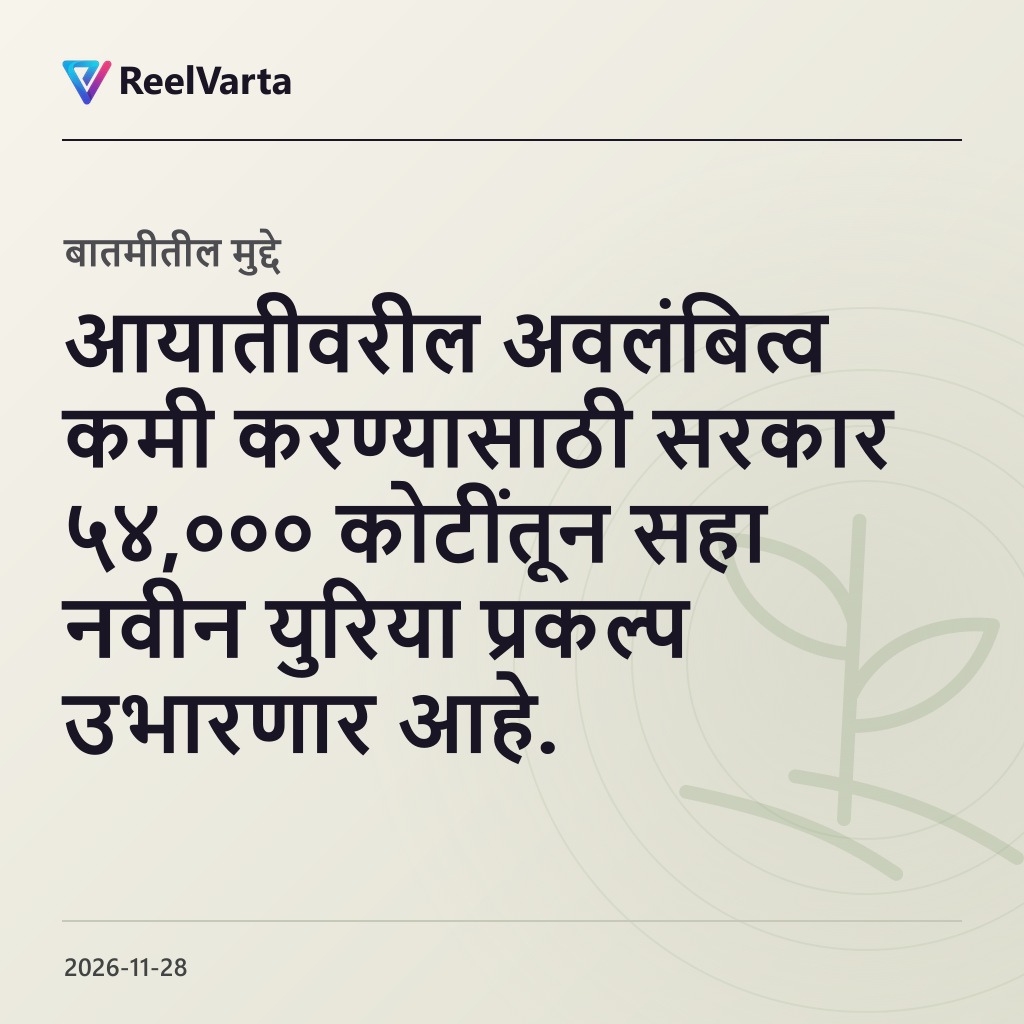 ReelVarta
बातमीतील मुद्दे
आयातीवरील अवलंबित्व
कमी करण्यासाठी सरकार
५४,००० कोटींतून सहा
नवीन युरिया प्रकल्प
उभारणार आहे.
2026-11-28